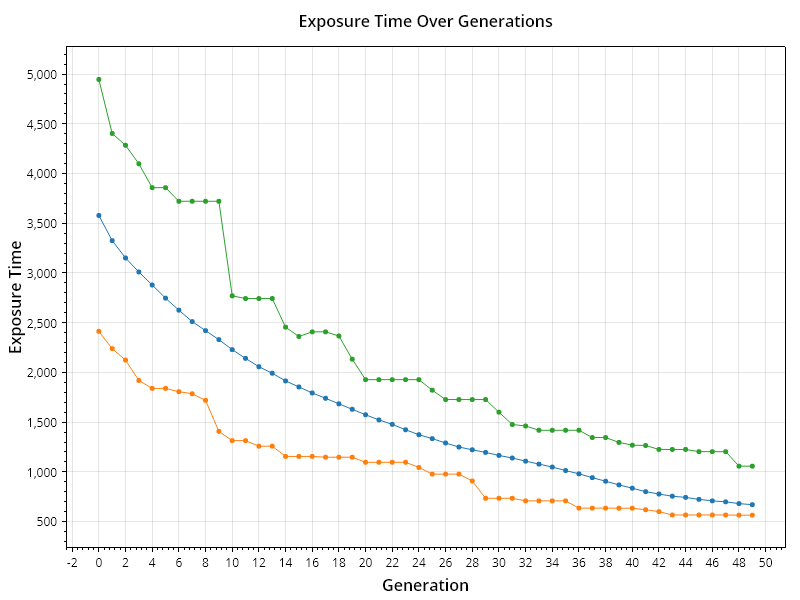 Exposure Time Over Generations
Exposure Time
5,000
4,500
4,000
3,500
3,000
2,500
2,000
1,500
1,000
500
-2 0 2 4 6 8 10 12 14 16 18 20 22 24 26 28 30 32 34 36 38 40 42 44 46 48 50
Generation